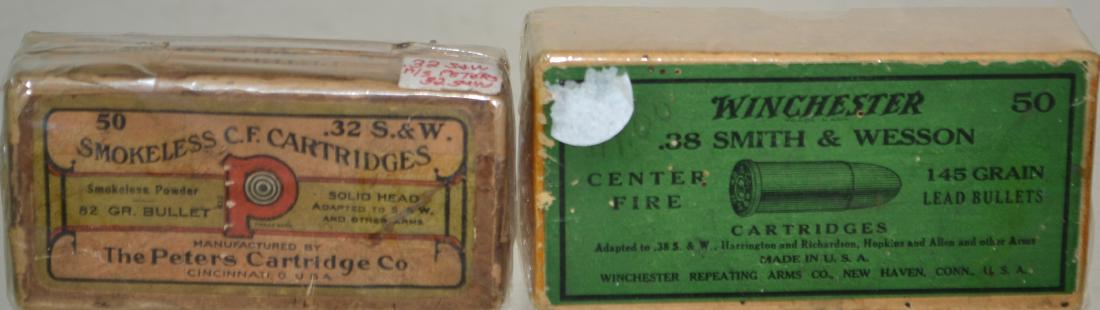 32 S&W
M/S PETERS
32 S&W
50
.32 S.&W.
SMOKELESS C.F. CARTRIDGES
Smokeless Powder
82 GR. BULLET
P
SOLID HEAD
ADAPTED TO S.&W.
AND OTHER ARMS
MANUFACTURED BY
The Peters Cartridge Co.
CINCINNATI, O. U.S.A.
WINCHESTER
50
.38 SMITH & WESSON
CENTER
FIRE
145 GRAIN
LEAD BULLETS
CARTRIDGES
Adapted to .38 S. & W., Harrington and Richardson, Hopkins and Allen and other Arms
MADE IN U. S. A.
WINCHESTER REPEATING ARMS CO., NEW HAVEN, CONN., U. S. A.